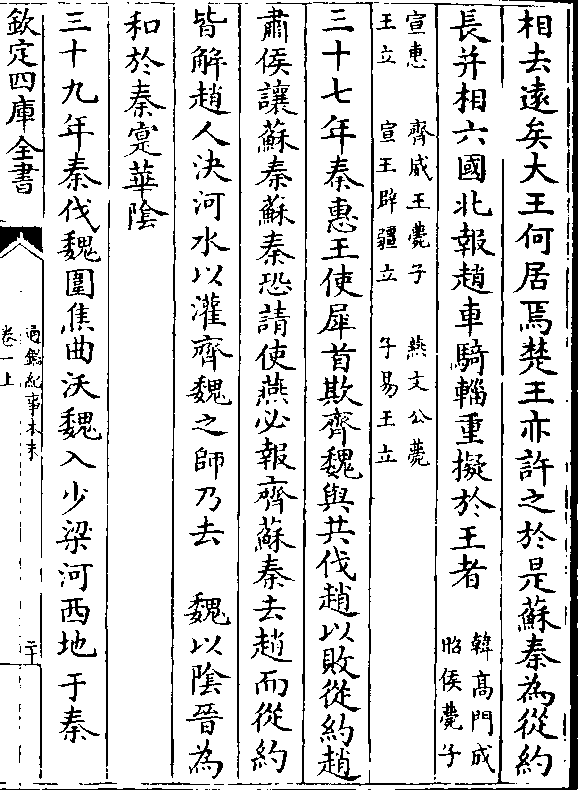 相去遠矣大王何居焉楚王亦許之於是蘇秦為從約
長并相六國北報趙車騎輜重擬於王者
韓髙門成
昭侯薨子
宣惠 齊威王薨子 燕文公薨
王立 宣王辟疆立 子易王立
三十七年秦惠王使犀首欺齊魏與共伐趙以敗從約趙
肅侯讓蘇秦蘇秦恐請使燕必報齊蘇秦去趙而從約
皆解趙人決河水以灌齊魏之師乃去 魏以陰晉為
和於秦寔華陰
三十九年秦伐魏圍焦曲沃魏入少梁河西地于秦
欽定四庫全書
通鑑紀事本末
卷一上
二十